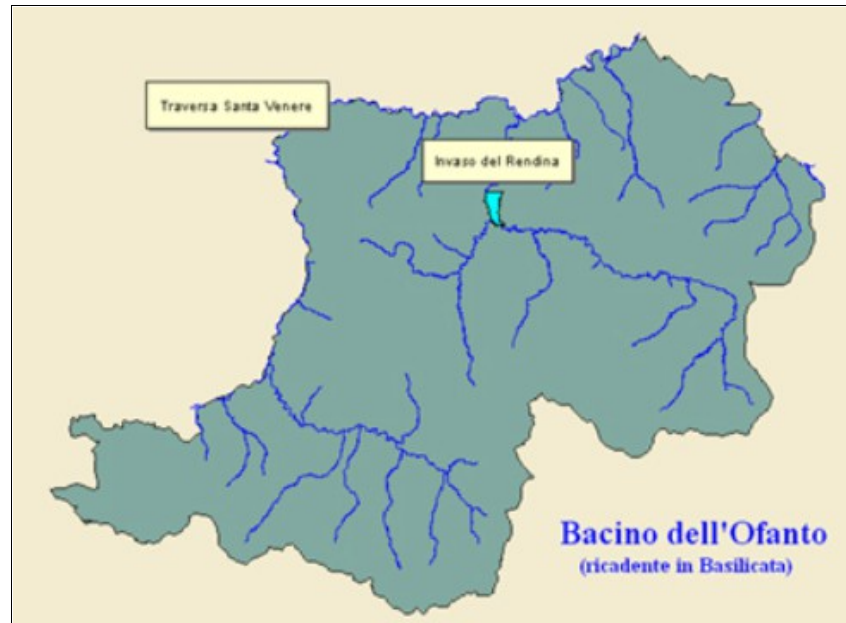 Traversa Santa Venere
Invaso del Rendina
Bacino dell'Ofanto
(ricadente in Basilicata)